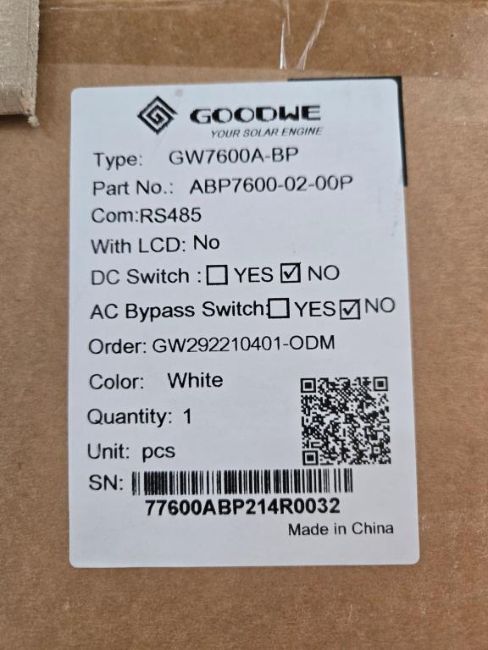 GOODWE
YOUR SOLAR ENGINE
Type: GW7600A-BP
Part No.: ABP7600-02-00P
Com:RS485
With LCD: No
DC Switch : ☐ YES ☑ NO
AC Bypass Switch:☐ YES ☑ NO
Order: GW292210401-ODM
Color: White
Quantity: 1
Unit: pcs
SN:
77600ABP214R0032
Made in China